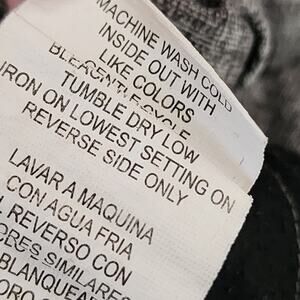 MACHINE WASH COLD
INSIDE OUT WITH
LIKE COLORS
TUMBLE DRY LOW
IRON ON LOWEST SETTING ON
REVERSE SIDE ONLY
LAVAR A MAQUINA
CON AGUA FRIA
REVERSO CON
SIMILARES